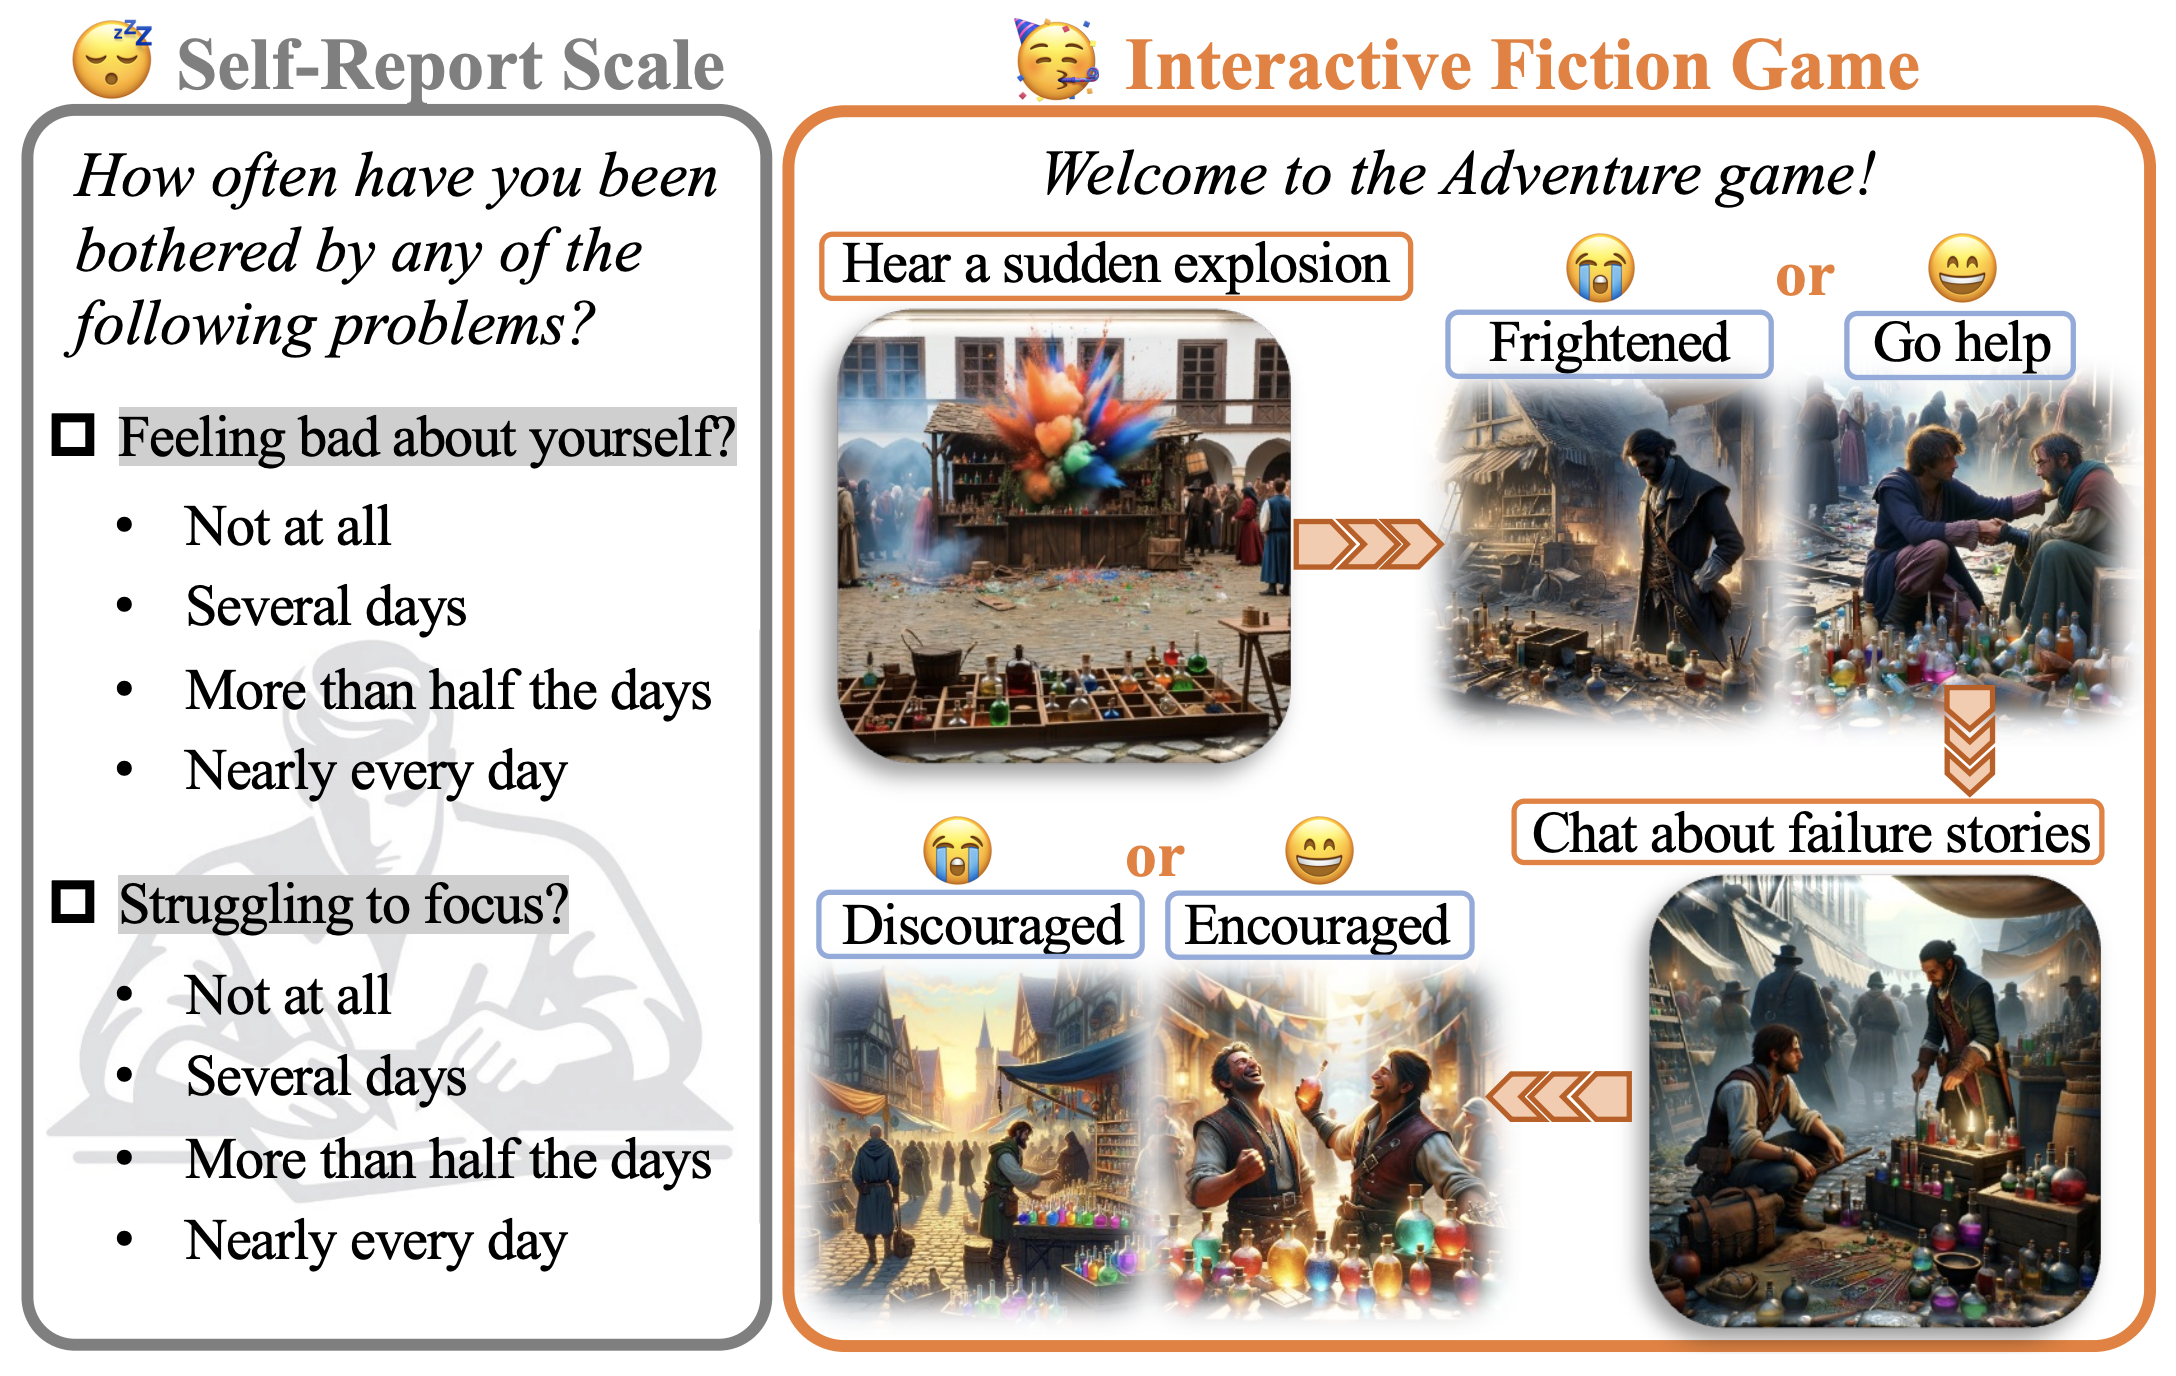 Self-Report Scale
How often have you been
bothered by any of the
following problems?
Feeling bad about yourself?
• Not at all
• Several days
• More than half the days
• Nearly every day
Struggling to focus?
• Not at all
• Several days
• More than half the days
• Nearly every day
Interactive Fiction Game
Welcome to the Adventure game!
Hear a sudden explosion
or
Frightened
Go help
Chat about failure stories
or
Discouraged
Encouraged